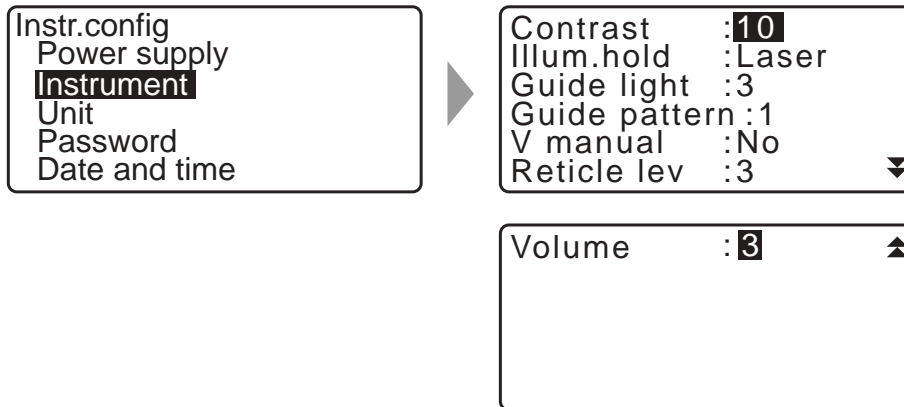 Instr.config
Power supply
Instrument
Unit
Password
Date and time
Contrast :10
Illum.hold :Laser
Guide light :3
Guide pattern :1
V manual :No
Reticle lev :3
Volume :3